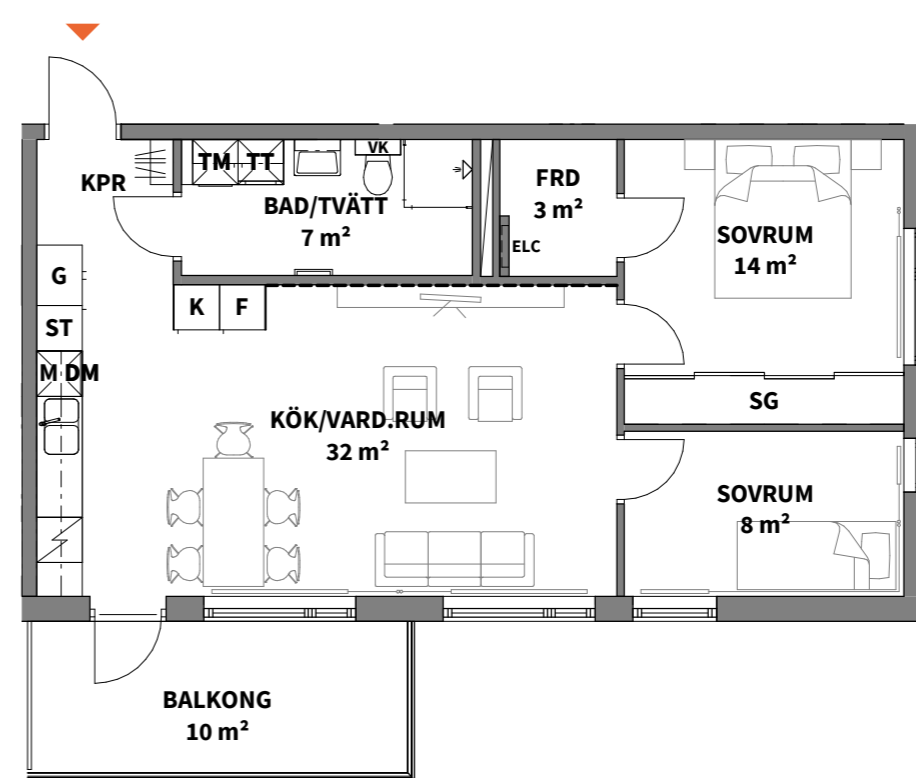 KPR
TM
TT
VK
BAD/TVÄTT
7 m²
FRD
3 m²
ELC
SOVRUM
14 m²
G
ST
M DM
K
F
KÖK/VARD.RUM
32 m²
SG
SOVRUM
8 m²
BALKONG
10 m²